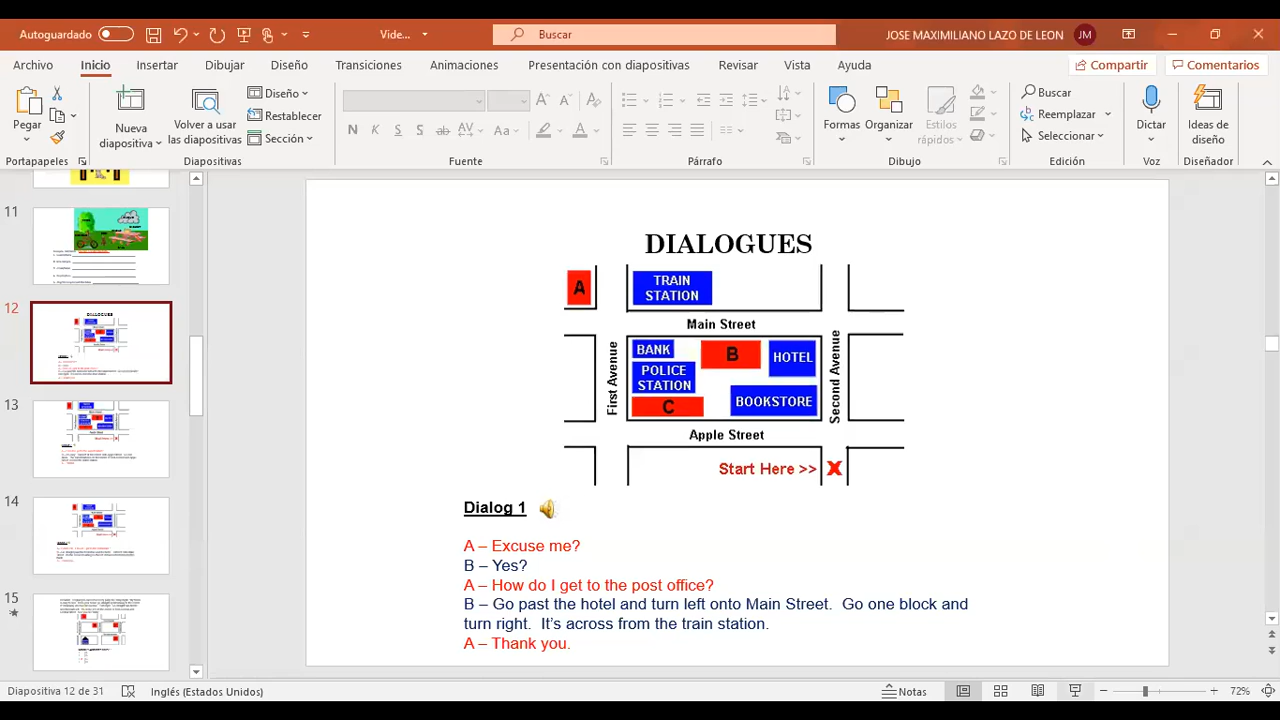 Autoguardado
Vide...
Buscar
JOSE MAXIMILIANO LAZO DE LEON
JM
Archivo
Inicio
Insertar
Dibujar
Diseño
Transiciones
Animaciones
Presentación con diapositivas
Revisar
Vista
Ayuda
Compartir
Comentarios
Pegar
Nueva diapositiva
Volver a usar las diapositivas
Diseño
Restablecer
Sección
N K S S ab AV Aa A
Formas
Organizar
Estilos rápidos
Buscar
Reemplazar
Seleccionar
Dictar
Ideas de diseño
Portapapeles
Diapositivas
Fuente
Párrafo
Dibujo
Edición
Voz
Diseñador
11
12
13
14
15
DIALOGUES
A
TRAIN
STATION
Main Street
First Avenue
BANK
B
HOTEL
POLICE
STATION
C
BOOKSTORE
Second Avenue
Apple Street
Start Here >> X
Dialog 1
A – Excuse me?
B – Yes?
A – How do I get to the post office?
B – Go past the hotel and turn left onto Main Street. Go one block and
turn right. It's across from the train station.
A – Thank you.
Diapositiva 12 de 31
Inglés (Estados Unidos)
Notas
72%